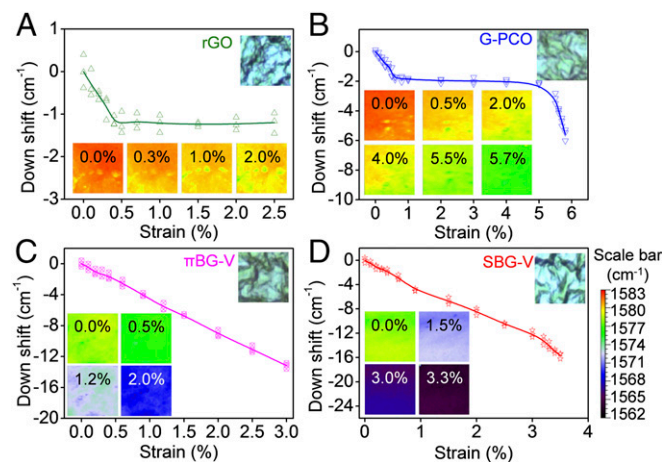 A
rGO
Down shift (cm⁻¹)
1
0
-1
-2
-3
0.0% 0.3% 1.0% 2.0%
0.0 0.5 1.0 1.5 2.0 2.5
Strain (%)
B
G-PCO
Down shift (cm⁻¹)
0
-2
-4
-6
-8
-10
0.0% 0.5% 2.0%
4.0% 5.5% 5.7%
0 1 2 3 4 5 6
Strain (%)
C
πBG-V
Down shift (cm⁻¹)
0
-4
-8
-12
-16
-20
0.0% 0.5%
1.2% 2.0%
0.0 0.5 1.0 1.5 2.0 2.5 3.0
Strain (%)
D
SBG-V
Down shift (cm⁻¹)
0
-4
-8
-12
-16
-20
-24
0.0% 1.5%
3.0% 3.3%
0 1 2 3 4
Strain (%)
Scale bar
(cm⁻¹)
1583
1580
1577
1574
1571
1568
1565
1562